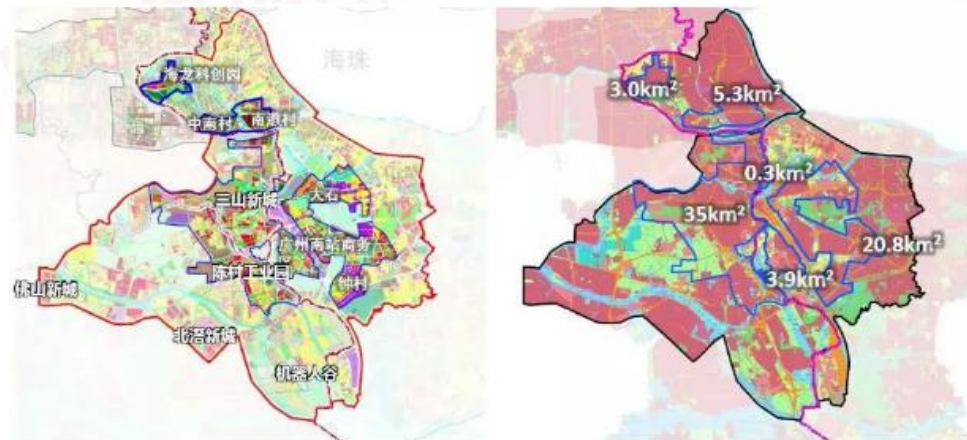 海珠
海龙科创园
中南村
南漖村
三山新城
大石
广州南站商务
陈村工业园
钟村
佛山新城
北滘新城
机器人谷
3.0km²
5.3km²
0.3km²
35km²
20.8km²
3.9km²